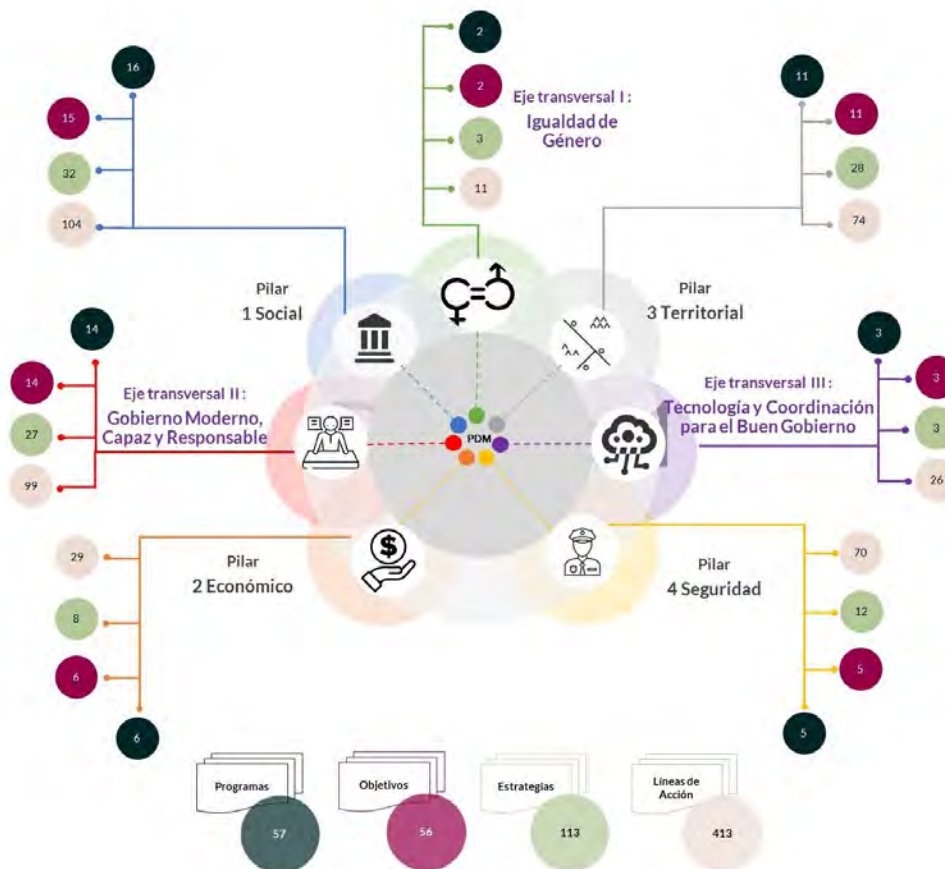 16
15
32
104
Pilar
1 Social
2
2
3
11
Eje transversal I :
Igualdad de
Género
11
11
28
74
Pilar
3 Territorial
14
14
27
99
Eje transversal II :
Gobierno Moderno,
Capaz y Responsable
PDM
Eje transversal III :
Tecnología y Coordinación
para el Buen Gobierno
3
3
3
26
29
8
6
6
Pilar
2 Económico
$
Pilar
4 Seguridad
70
12
5
5
Programas
57
Objetivos
56
Estrategias
113
Líneas de
Acción
413